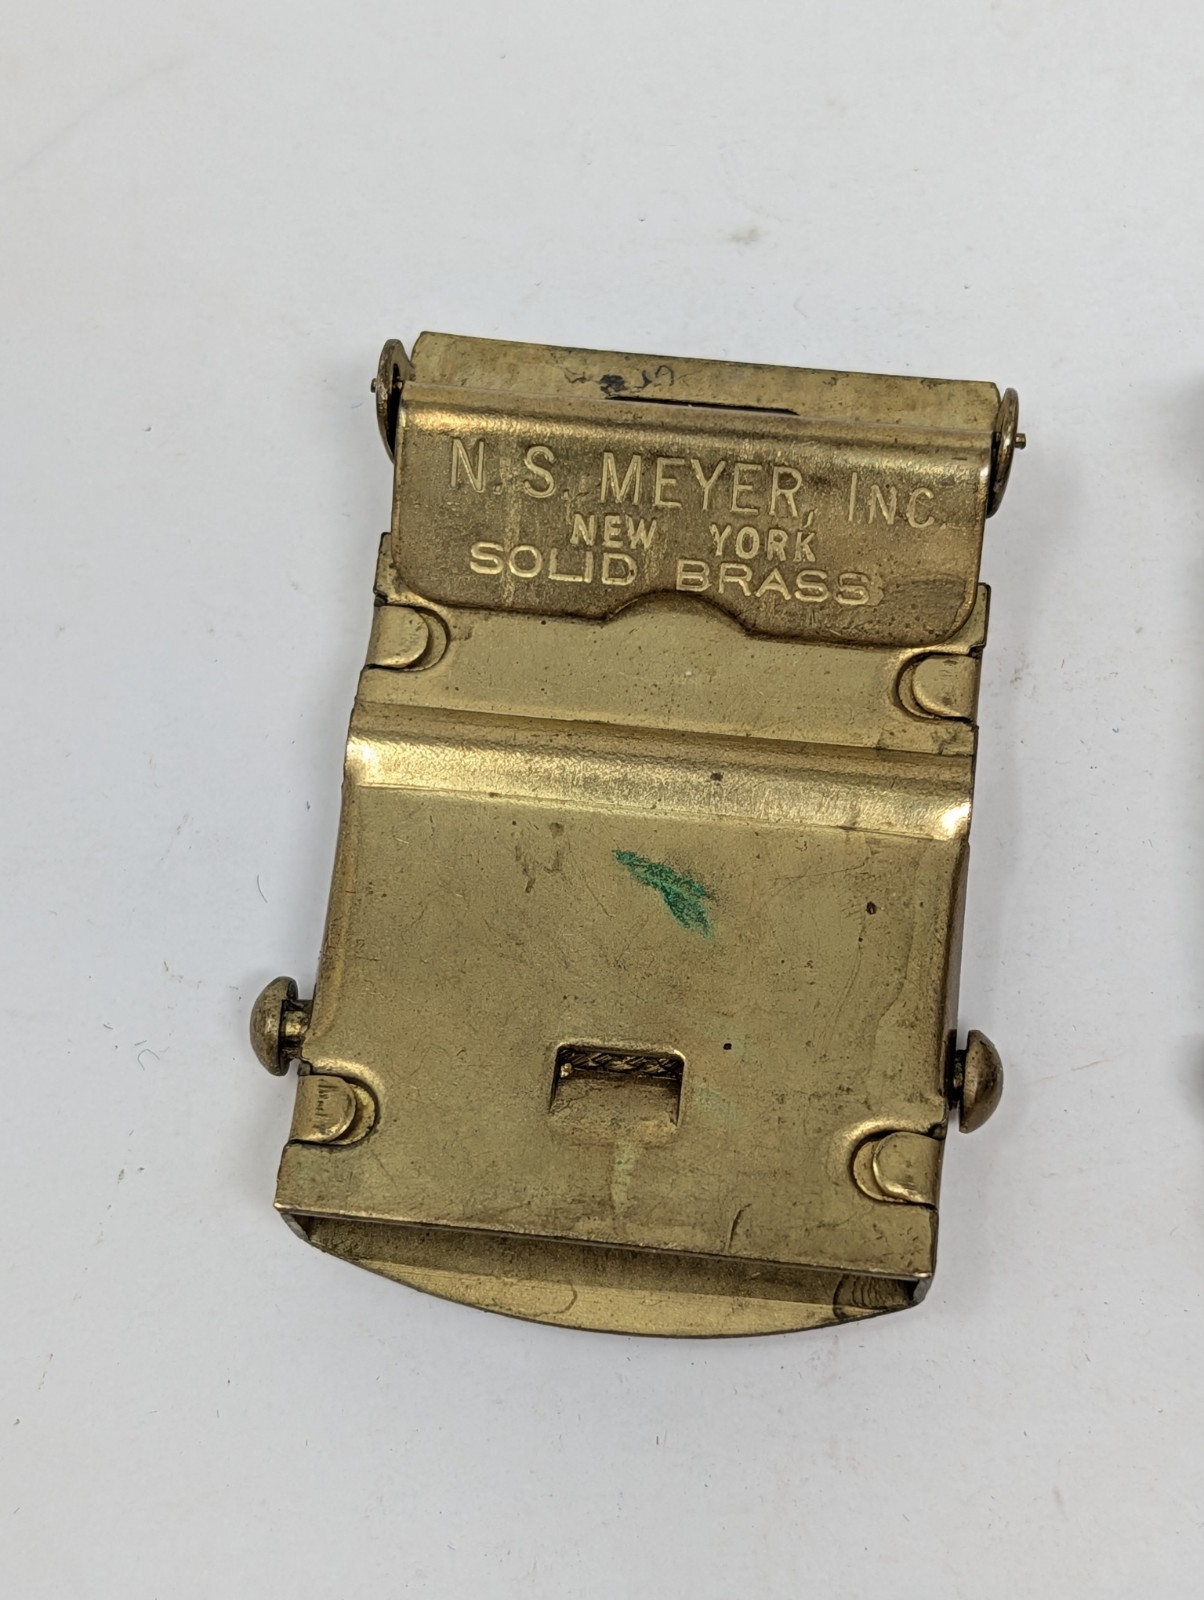 N. S. MEYER, INC.
NEW YORK
SOLID BRASS